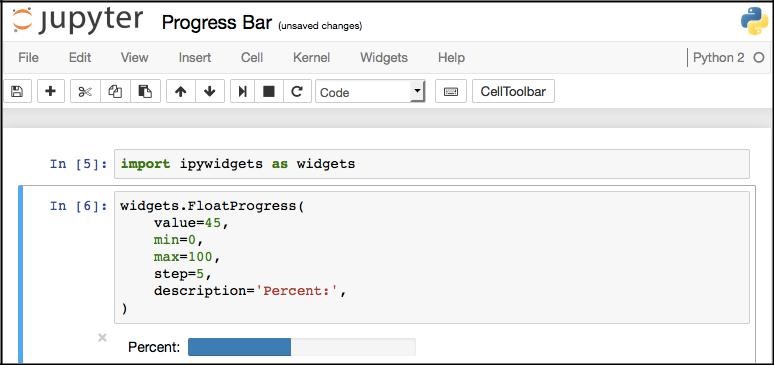 jupyter Progress Bar (unsaved changes)
File Edit View Insert Cell Kernel Widgets Help Python 2
Code CellToolbar
In [5]: import ipywidgets as widgets
In [6]: widgets.FloatProgress(
value=45,
min=0,
max=100,
step=5,
description='Percent:',
)
Percent: